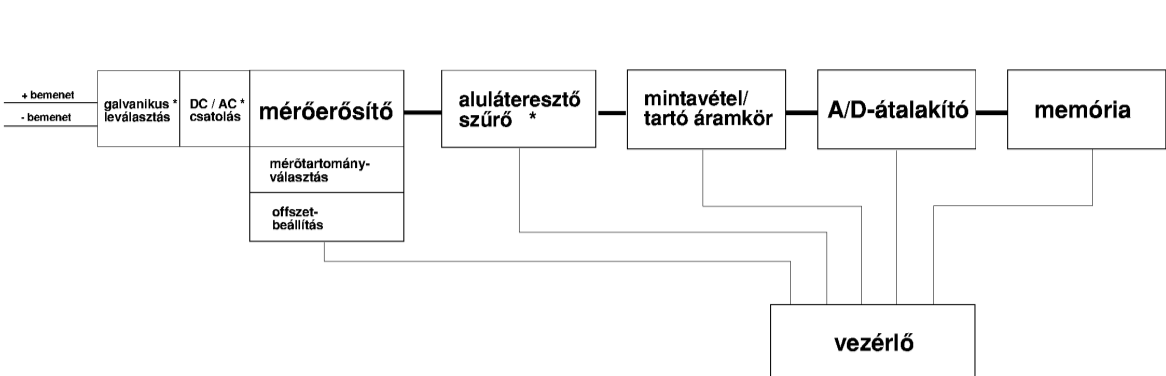 + bemenet
- bemenet
galvanikus *
leválasztás
DC / AC *
csatolás
mérőerősítő
mérőtartomány-
választás
offszet-
beállítás
aluláteresztő
szűrő *
mintavétel/
tartó áramkör
A/D-átalakító
memória
vezérlő